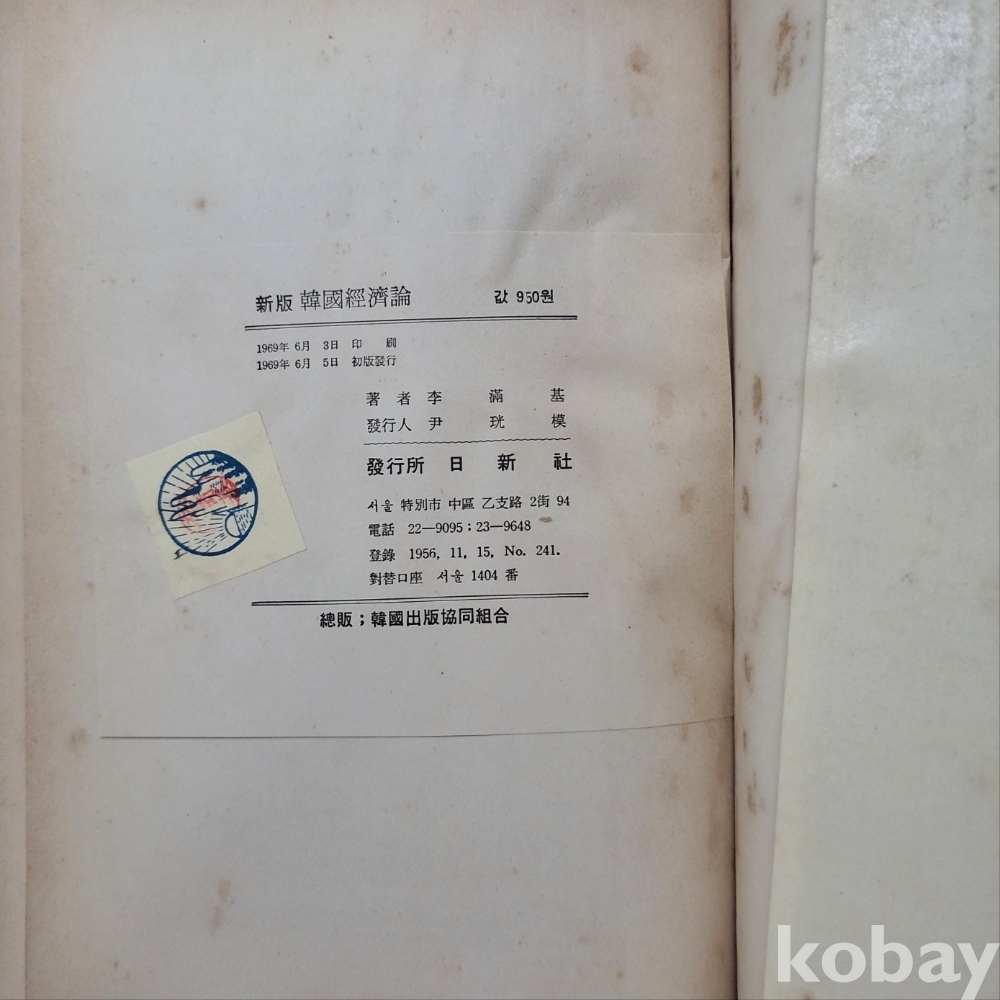 新版 韓國經濟論 값 950원
1969年 6月 3日 印 刷
1969年 6月 5日 初版發行
著 者 李 滿 基
發行人 尹 珖 模
發行所 日 新 社
서울 特別市 中區 乙支路 2街 94
電話 22—9095 : 23—9648
登錄 1956, 11, 15, No. 241.
對替口座 서울 1404 番
總販 ; 韓國出版協同組合
kobay